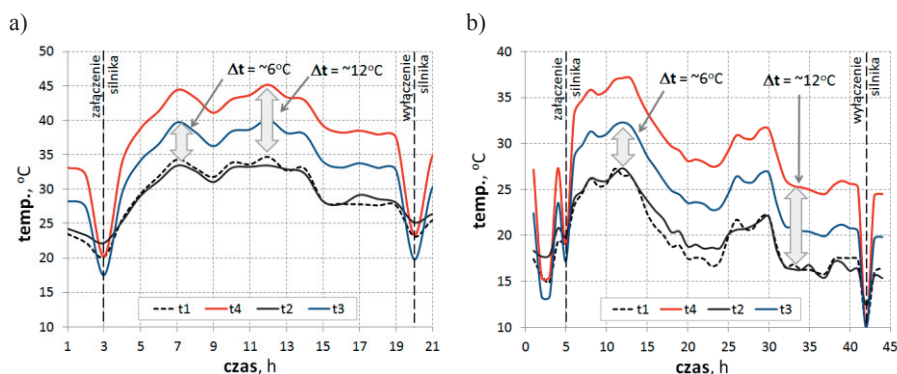 a)
50
45
40
35
30
25
20
15
10
temp., °C
załączenie
silnika
Δt = ~6°C
Δt = ~12°C
wyłączenie
silnika
t1 t4 t2 t3
1 3 5 7 9 11 13 15 17 19 21
czas, h
b)
40
35
30
25
20
15
10
temp., °C
załączenie
silnika
Δt = ~6°C
Δt = ~12°C
wyłączenie
silnika
t1 t4 t2 t3
0 5 10 15 20 25 30 35 40 45
czas, h